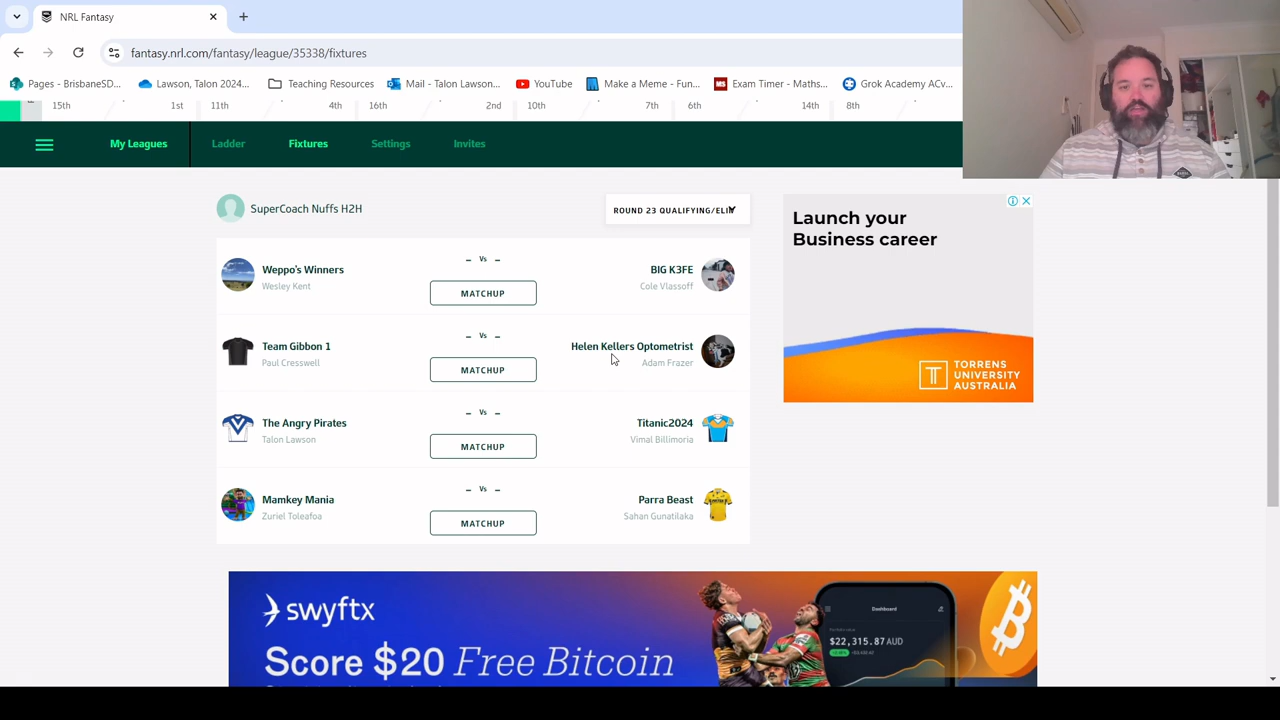 NRL Fantasy
fantasy.nrl.com/fantasy/league/35338/fixtures
Pages - BrisbaneSD...
Lawson, Talon 2024...
Teaching Resources
Mail - Talon Lawson...
YouTube
Make a Meme - Fun...
Exam Timer - Maths...
Grok Academy ACv...
15th 1st 11th 4th 16th 2nd 10th 7th 6th 14th 8th
My Leagues Ladder Fixtures Settings Invites
SuperCoach Nuffs H2H
ROUND 23 QUALIFYING/ELI
Weppo's Winners
Wesley Kent
– Vs –
MATCHUP
BIG K3FE
Cole Vlassoff
Team Gibbon 1
Paul Cresswell
– Vs –
MATCHUP
Helen Kellers Optometrist
Adam Frazer
The Angry Pirates
Talon Lawson
– Vs –
MATCHUP
Titanic2024
Vimal Billimoria
Mamkey Mania
Zuriel Toleafoa
– Vs –
MATCHUP
Parra Beast
Sahan Gunatilaka
Launch your
Business career
TORRENS
UNIVERSITY
AUSTRALIA
swyftx
Score $20 Free Bitcoin
Dashboard
$22,315.87 AUD